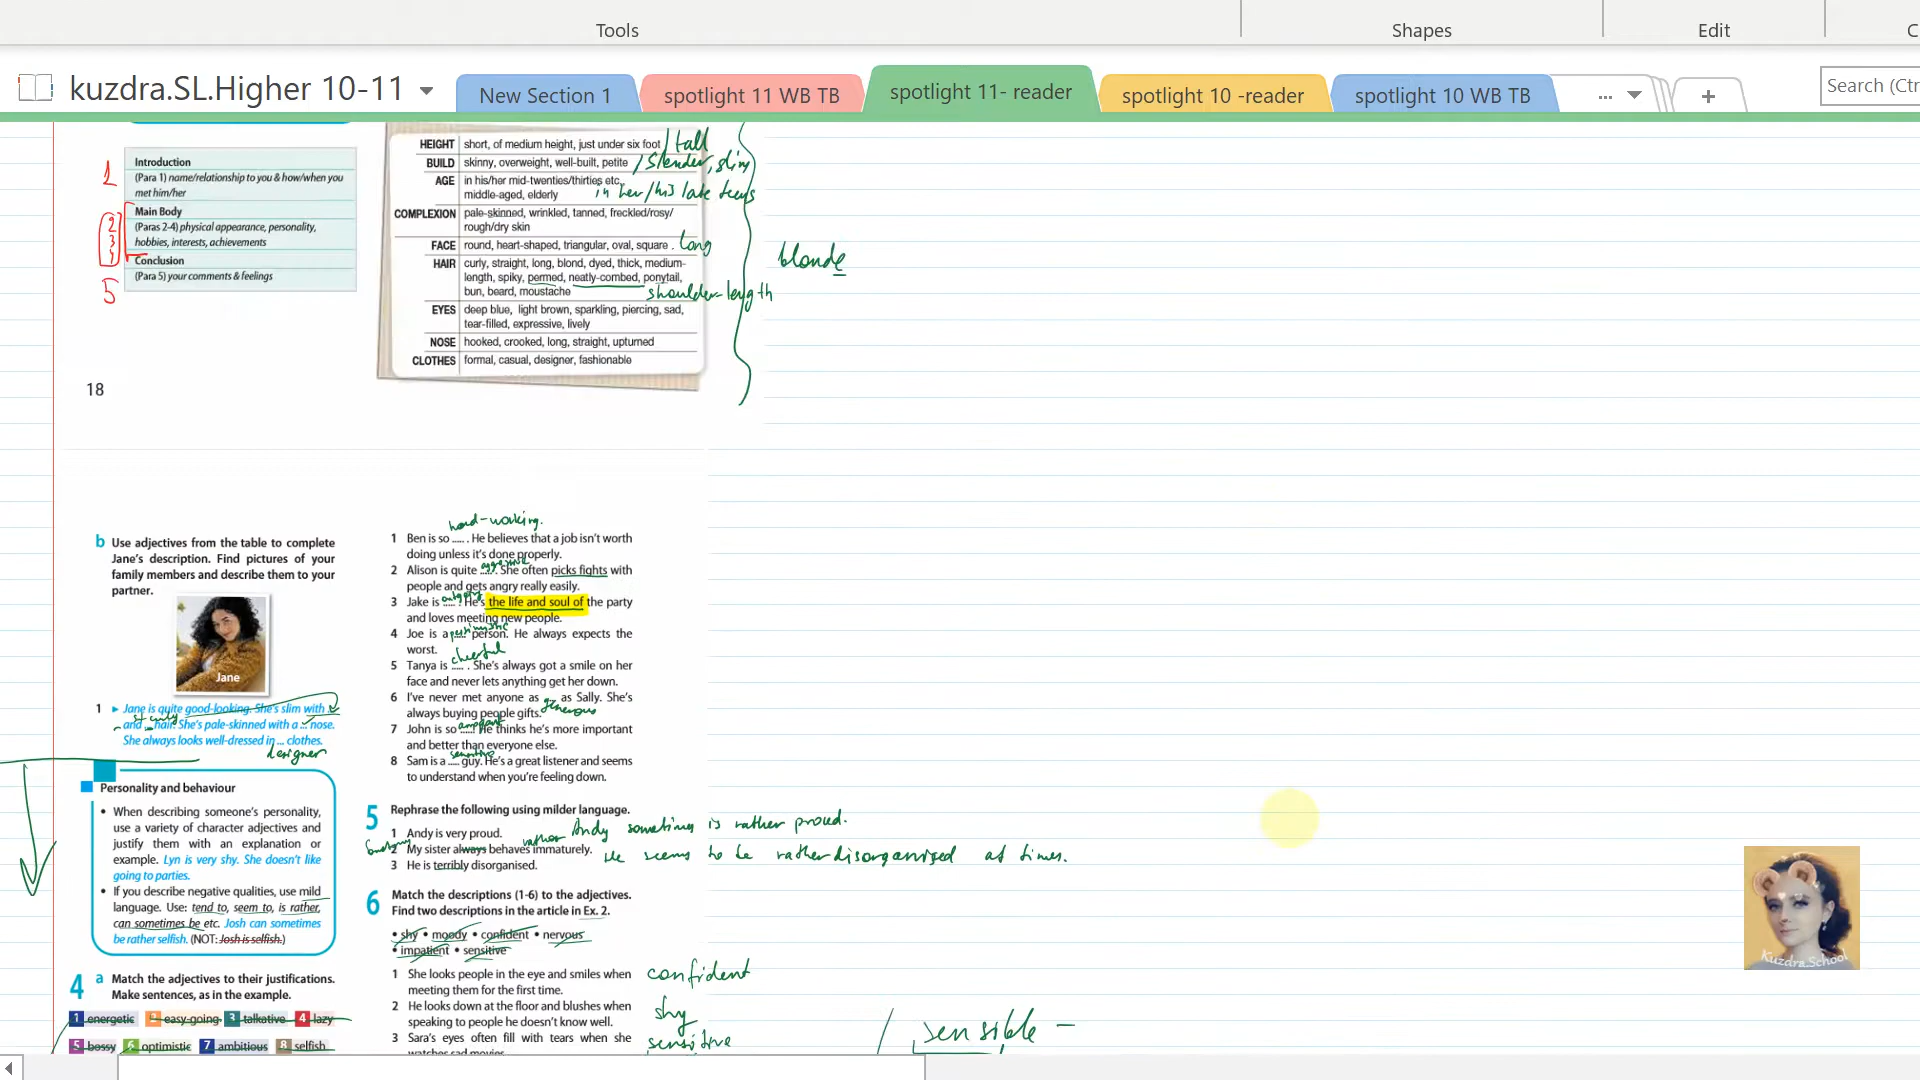 Tools
Shapes
Edit
kuzdra.SL.Higher 10-11
New Section 1
spotlight 11 WB TB
spotlight 11- reader
spotlight 10 -reader
spotlight 10 WB TB
...
+
Search (Ctr
1
2
3
5
Introduction
(Para 1) name/relationship to you & how/when you
met him/her
Main Body
(Paras 2-4) physical appearance, personality,
hobbies, interests, achievements
Conclusion
(Para 5) your comments & feelings
HEIGHT short, of medium height, just under six foot / tall
BUILD skinny, overweight, well-built, petite / slender, slim
AGE in his/her mid-twenties/thirties etc,
middle-aged, elderly in her/his late teens
COMPLEXION pale-skinned, wrinkled, tanned, freckled/rosy/
rough/dry skin
FACE round, heart-shaped, triangular, oval, square . long
HAIR curly, straight, long, blond, dyed, thick, medium-
length, spiky, permed, neatly-combed, ponytail,
bun, beard, moustache shoulder-length
EYES deep blue, light brown, sparkling, piercing, sad,
tear-filled, expressive, lively
NOSE hooked, crooked, long, straight, upturned
CLOTHES formal, casual, designer, fashionable
blonde
18
b Use adjectives from the table to complete
Jane's description. Find pictures of your
family members and describe them to your
partner.
Jane
1 ► Jane is quite good-looking. She's slim with ...
and ... hair. She's pale-skinned with a ... nose.
curly
She always looks well-dressed in ... clothes.
designer
Personality and behaviour
• When describing someone's personality,
use a variety of character adjectives and
justify them with an explanation or
example. Lyn is very shy. She doesn't like
going to parties.
• If you describe negative qualities, use mild
language. Use: tend to, seem to, is rather,
can sometimes be etc. Josh can sometimes
be rather selfish. (NOT: Josh is selfish.)
4 a Match the adjectives to their justifications.
Make sentences, as in the example.
1 energetic 2 easy-going 3 talkative 4 lazy
5 bossy 6 optimistic 7 ambitious 8 selfish
hard-working.
1 Ben is so ..... . He believes that a job isn't worth
doing unless it's done properly.
aggressive
2 Alison is quite ..... . She often picks fights with
people and gets angry really easily.
outgoing
3 Jake is ..... . He's the life and soul of the party
and loves meeting new people.
pessimistic
4 Joe is a ..... person. He always expects the
worst.
cheerful
5 Tanya is ..... . She's always got a smile on her
face and never lets anything get her down.
6 I've never met anyone as ... as Sally. She's
always buying people gifts. generous
arrogant
7 John is so ..... . He thinks he's more important
and better than everyone else.
sensitive
8 Sam is a ..... guy. He's a great listener and seems
to understand when you're feeling down.
5 Rephrase the following using milder language.
1 Andy is very proud. Andy sometimes is rather proud.
Sometimes rather
2 My sister always behaves immaturely.
3 He is terribly disorganised. He seems to be rather disorganised at times.
6 Match the descriptions (1-6) to the adjectives.
Find two descriptions in the article in Ex. 2.
• shy • moody • confident • nervous
• impatient • sensitive
1 She looks people in the eye and smiles when
meeting them for the first time. confident
2 He looks down at the floor and blushes when
speaking to people he doesn't know well. shy
3 Sara's eyes often fill with tears when she
watches sad movies. sensitive
sensible –
Kuzdra.School